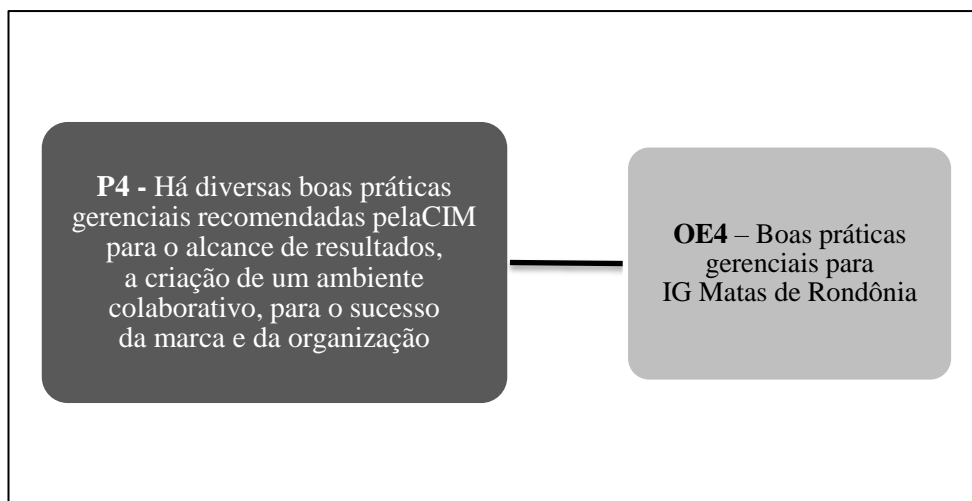 P4 - Há diversas boas práticas
gerenciais recomendadas pelaCIM
para o alcance de resultados,
a criação de um ambiente
colaborativo, para o sucesso
da marca e da organização
OE4 – Boas práticas
gerenciais para
IG Matas de Rondônia